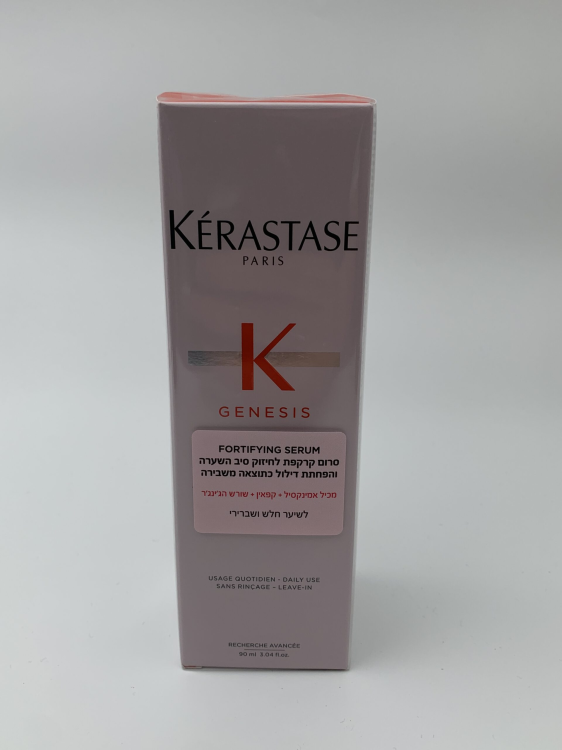 KÉRASTASE
PARIS
K
GENESIS
FORTIFYING SERUM
סרום קרקפת לחיזוק סיב השערה
והפחתת דילול כתוצאה משבירה
מכיל אמינקסיל + קפאין + שורש הג'ינג'ר
לשיער חלש ושברירי
USAGE QUOTIDIEN - DAILY USE
SANS RINÇAGE - LEAVE-IN
RECHERCHE AVANCÉE
90 ml 3.04 fl.oz.